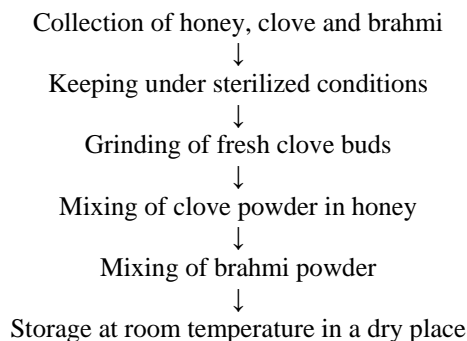 Collection of honey, clove and brahmi
↓
Keeping under sterilized conditions
↓
Grinding of fresh clove buds
↓
Mixing of clove powder in honey
↓
Mixing of brahmi powder
↓
Storage at room temperature in a dry place